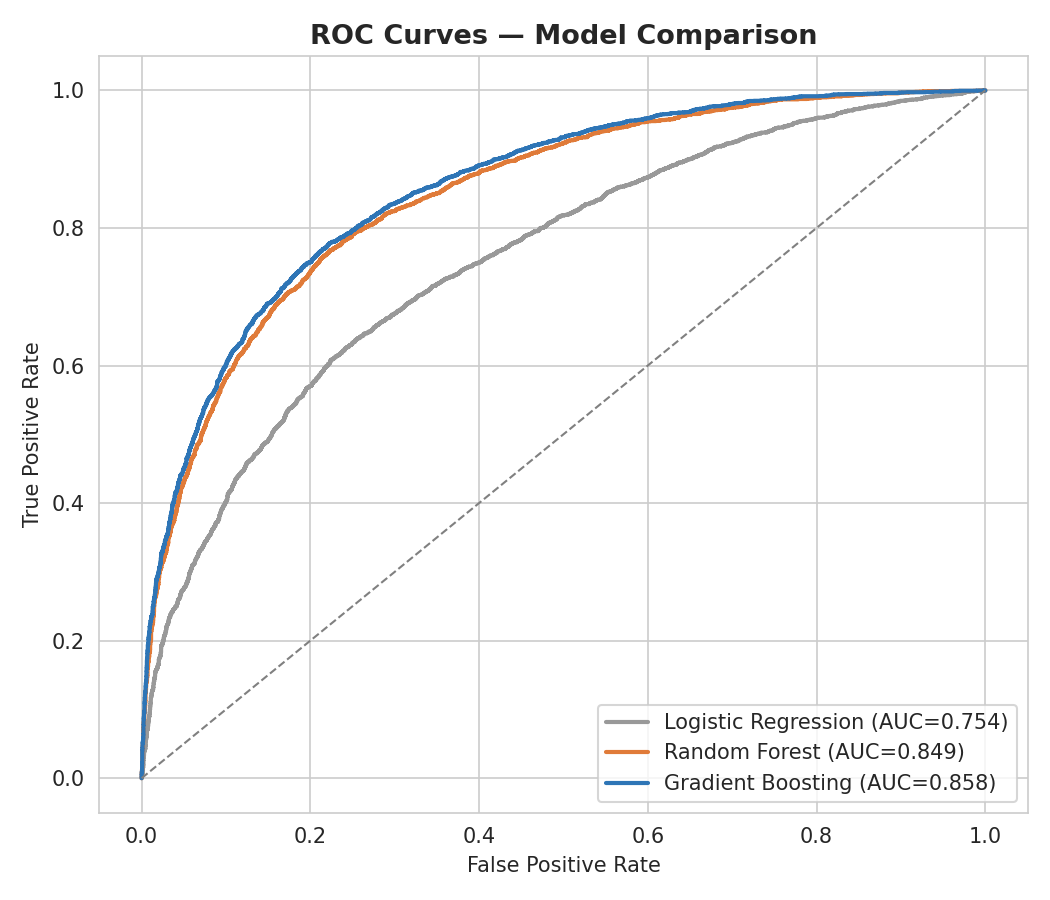 ROC Curves — Model Comparison
True Positive Rate
1.0
0.8
0.6
0.4
0.2
0.0
Logistic Regression (AUC=0.754)
Random Forest (AUC=0.849)
Gradient Boosting (AUC=0.858)
0.0 0.2 0.4 0.6 0.8 1.0
False Positive Rate